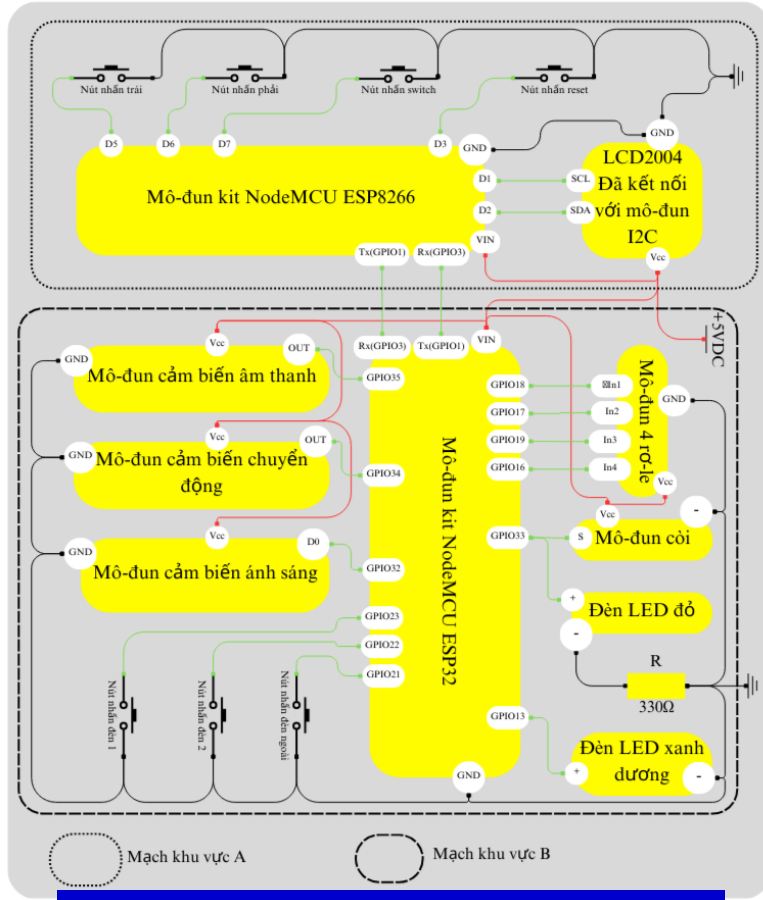 Nút nhấn trái
Nút nhấn phải
Nút nhấn switch
Nút nhấn reset
D5
D6
D7
D3
GND
GND
Mô-đun kit NodeMCU ESP8266
D1
D2
VIN
SCL
SDA
LCD2004
Đã kết nối
với mô-đun
I2C
Vcc
Tx(GPIO1)
Rx(GPIO3)
+5VDC
Rx(GPIO3)
Tx(GPIO1)
VIN
Vcc
GND
OUT
Mô-đun cảm biến âm thanh
GPIO35
Vcc
GND
OUT
Mô-đun cảm biến chuyển
động
GPIO34
Vcc
GND
D0
Mô-đun cảm biến ánh sáng
GPIO32
GPIO23
GPIO22
GPIO21
Nút nhấn đèn 1
Nút nhấn đèn 2
Nút nhấn đèn ngoài
Mô-đun kit NodeMCU ESP32
GPIO18
GPIO17
GPIO19
GPIO16
GPIO33
GPIO13
GND
In1
In2
In3
In4
Mô-đun 4 rơ-le
GND
Vcc
Vcc
-
S
Mô-đun còi
+
Đèn LED đỏ
-
R
330Ω
Đèn LED xanh
dương
+
-
Mạch khu vực A
Mạch khu vực B